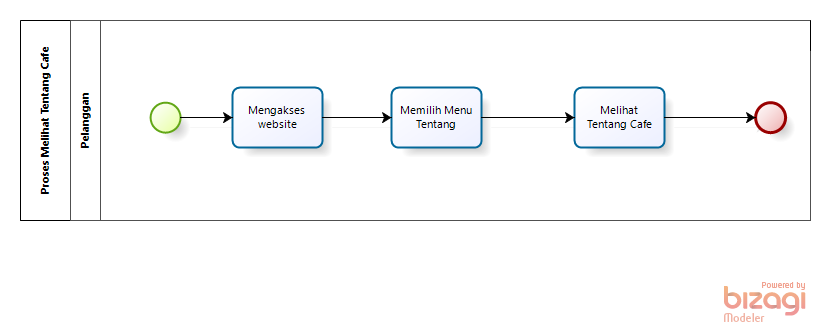 Proses Melihat Tentang Cafe
Pelanggan
Mengakses
website
Memilih Menu
Tentang
Melihat
Tentang Cafe
Powered by
bizagi
Modeler